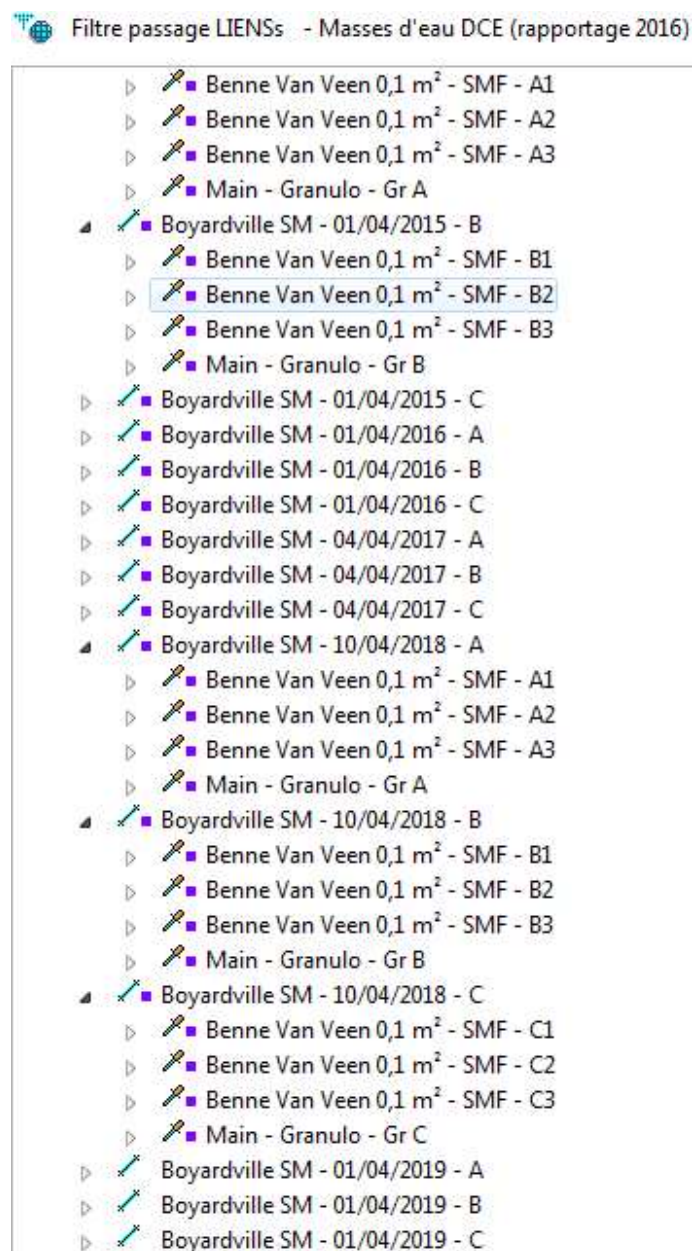 Filtre passage LIENSs - Masses d'eau DCE (rapportage 2016)
Benne Van Veen 0,1 m² - SMF - A1
Benne Van Veen 0,1 m² - SMF - A2
Benne Van Veen 0,1 m² - SMF - A3
Main - Granulo - Gr A
Boyardville SM - 01/04/2015 - B
Benne Van Veen 0,1 m² - SMF - B1
Benne Van Veen 0,1 m² - SMF - B2
Benne Van Veen 0,1 m² - SMF - B3
Main - Granulo - Gr B
Boyardville SM - 01/04/2015 - C
Boyardville SM - 01/04/2016 - A
Boyardville SM - 01/04/2016 - B
Boyardville SM - 01/04/2016 - C
Boyardville SM - 04/04/2017 - A
Boyardville SM - 04/04/2017 - B
Boyardville SM - 04/04/2017 - C
Boyardville SM - 10/04/2018 - A
Benne Van Veen 0,1 m² - SMF - A1
Benne Van Veen 0,1 m² - SMF - A2
Benne Van Veen 0,1 m² - SMF - A3
Main - Granulo - Gr A
Boyardville SM - 10/04/2018 - B
Benne Van Veen 0,1 m² - SMF - B1
Benne Van Veen 0,1 m² - SMF - B2
Benne Van Veen 0,1 m² - SMF - B3
Main - Granulo - Gr B
Boyardville SM - 10/04/2018 - C
Benne Van Veen 0,1 m² - SMF - C1
Benne Van Veen 0,1 m² - SMF - C2
Benne Van Veen 0,1 m² - SMF - C3
Main - Granulo - Gr C
Boyardville SM - 01/04/2019 - A
Boyardville SM - 01/04/2019 - B
Boyardville SM - 01/04/2019 - C